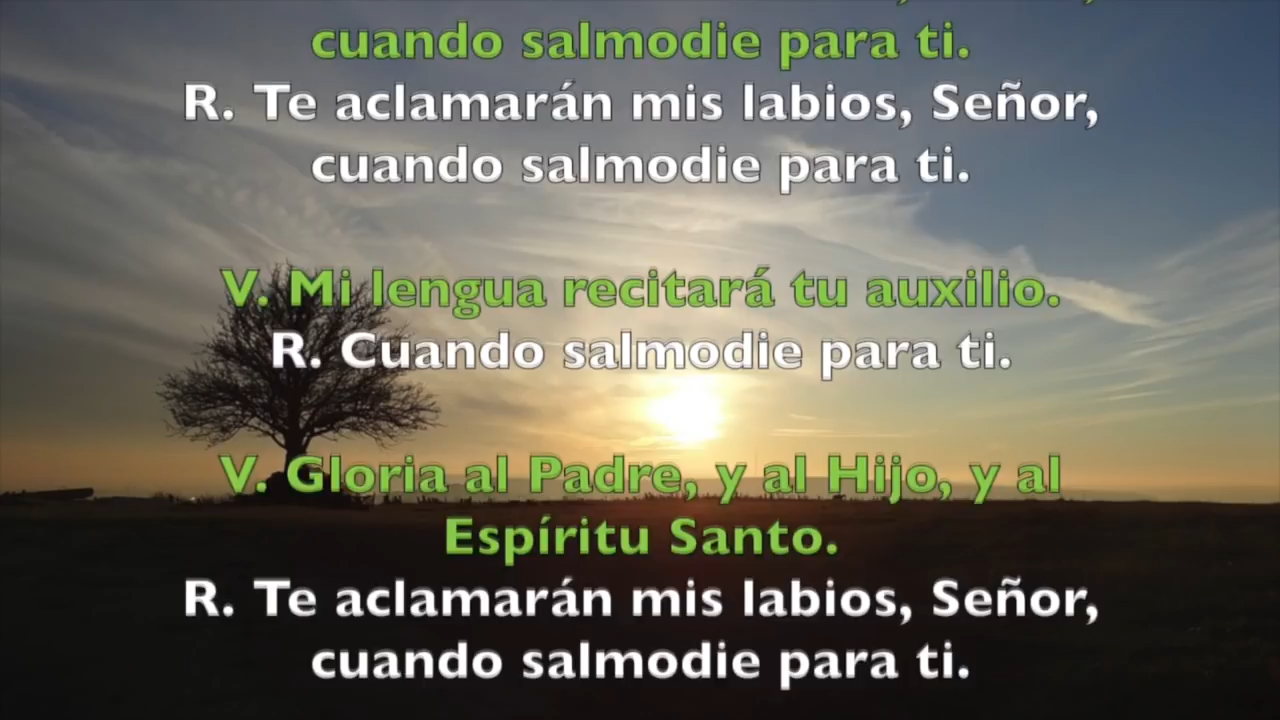 cuando salmodie para ti.
R. Te aclamarán mis labios, Señor,
cuando salmodie para ti.
V. Mi lengua recitará tu auxilio.
R. Cuando salmodie para ti.
V. Gloria al Padre, y al Hijo, y al
Espíritu Santo.
R. Te aclamarán mis labios, Señor,
cuando salmodie para ti.